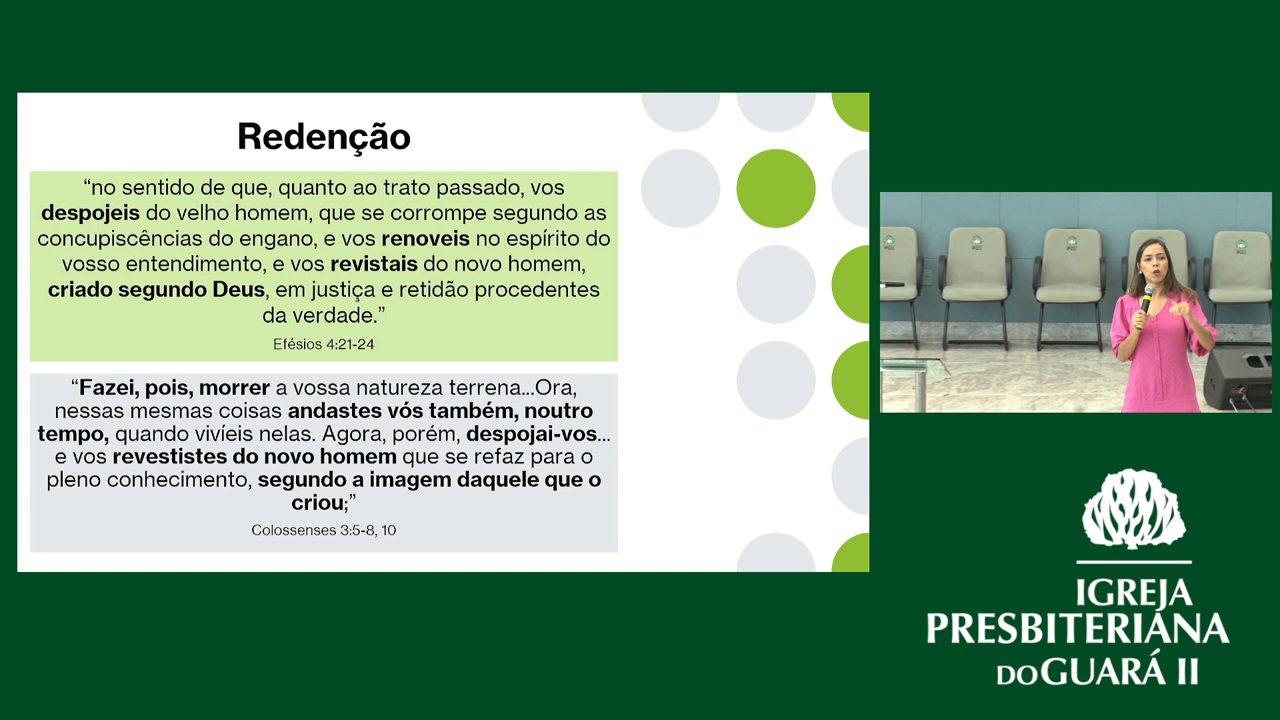 Redenção
“no sentido de que, quanto ao trato passado, vos
despojeis do velho homem, que se corrompe segundo as
concupiscências do engano, e vos renoveis no espírito do
vosso entendimento, e vos revistais do novo homem,
criado segundo Deus, em justiça e retidão procedentes
da verdade.”
Efésios 4:21-24
“Fazei, pois, morrer a vossa natureza terrena...Ora,
nessas mesmas coisas andastes vós também, noutro
tempo, quando vivíeis nelas. Agora, porém, despojai-vos...
e vos revestistes do novo homem que se refaz para o
pleno conhecimento, segundo a imagem daquele que o
criou;”
Colossenses 3:5-8, 10
IGREJA
PRESBITERIANA
DO GUARÁ II